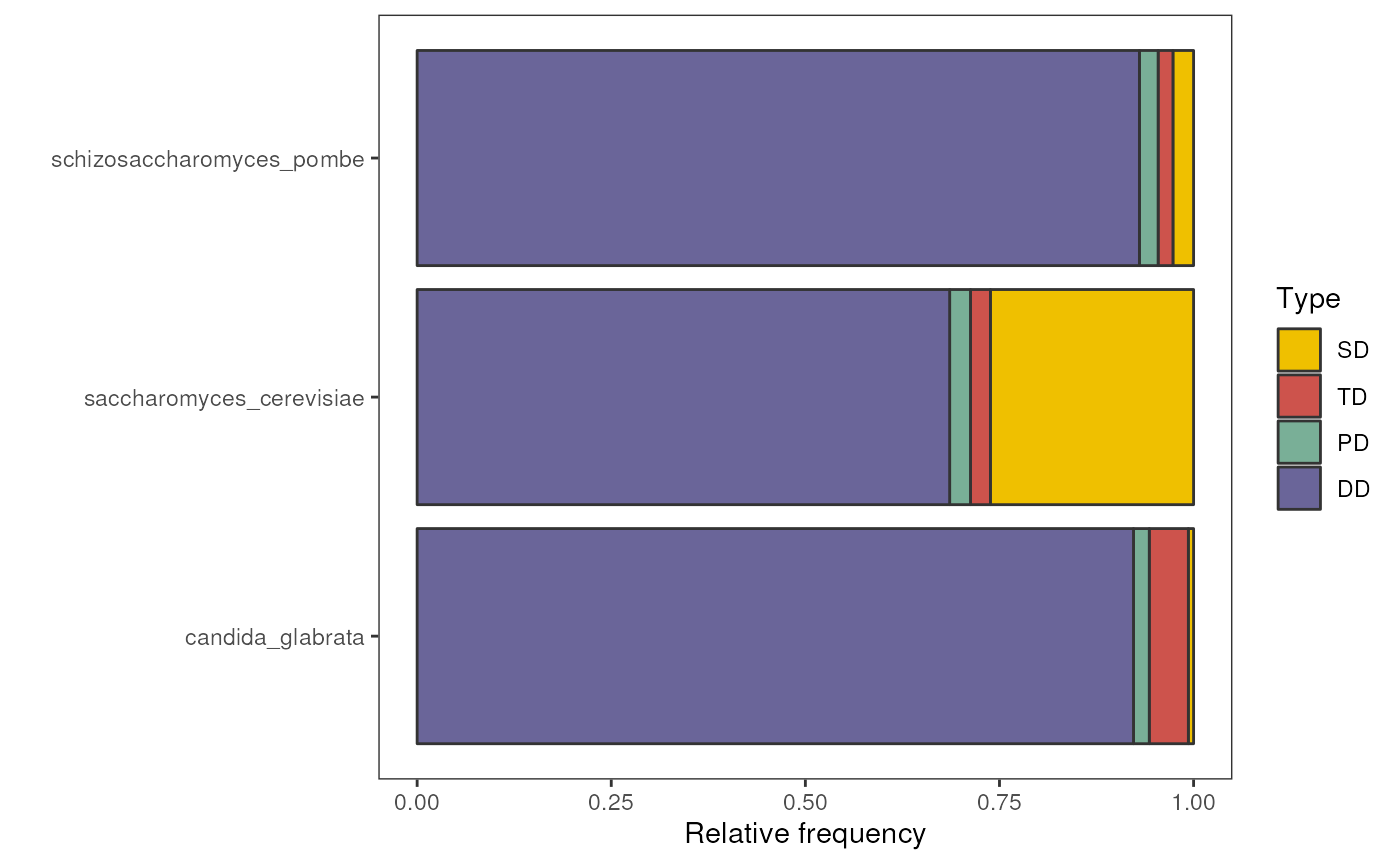 schizosaccharomyces_pombe
saccharomyces_cerevisiae
candida_glabrata
0.00 0.25 0.50 0.75 1.00
Relative frequency
Type
SD
TD
PD
DD